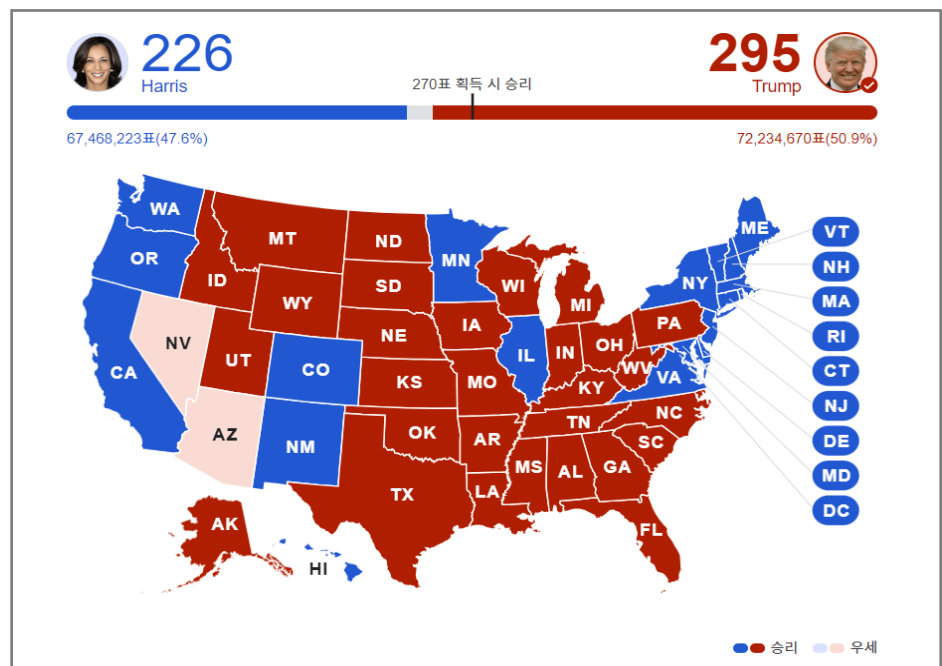 226
Harris
295
Trump
270표 획득 시 승리
67,468,223표(47.6%)
72,234,670표(50.9%)
WA
OR
CA
NV
ID
MT
WY
UT
AZ
CO
NM
ND
SD
NE
KS
OK
TX
MN
IA
MO
AR
LA
WI
IL
MI
IN
OH
KY
TN
MS
AL
GA
FL
SC
NC
VA
WV
PA
NY
ME
VT
NH
MA
RI
CT
NJ
DE
MD
DC
AK
HI
승리
우세